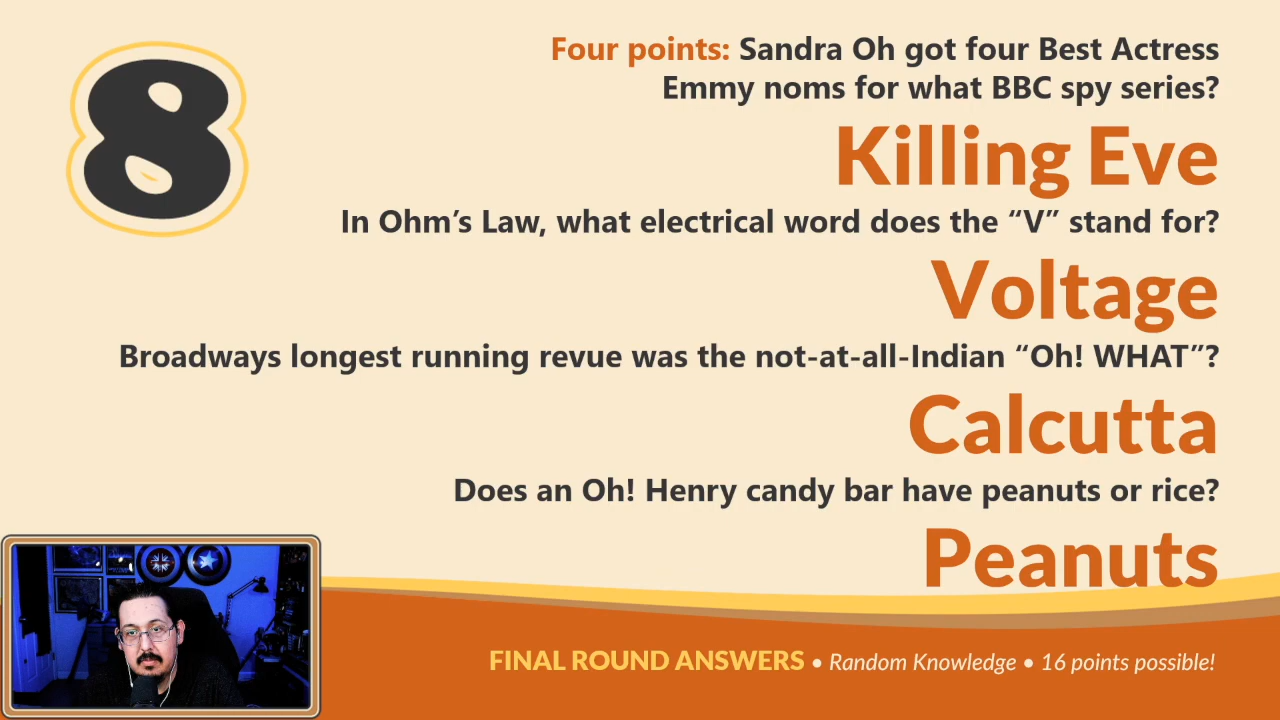 8
Four points: Sandra Oh got four Best Actress
Emmy noms for what BBC spy series?
Killing Eve
In Ohm’s Law, what electrical word does the “V” stand for?
Voltage
Broadways longest running revue was the not-at-all-Indian “Oh! WHAT”?
Calcutta
Does an Oh! Henry candy bar have peanuts or rice?
Peanuts
FINAL ROUND ANSWERS • Random Knowledge • 16 points possible!